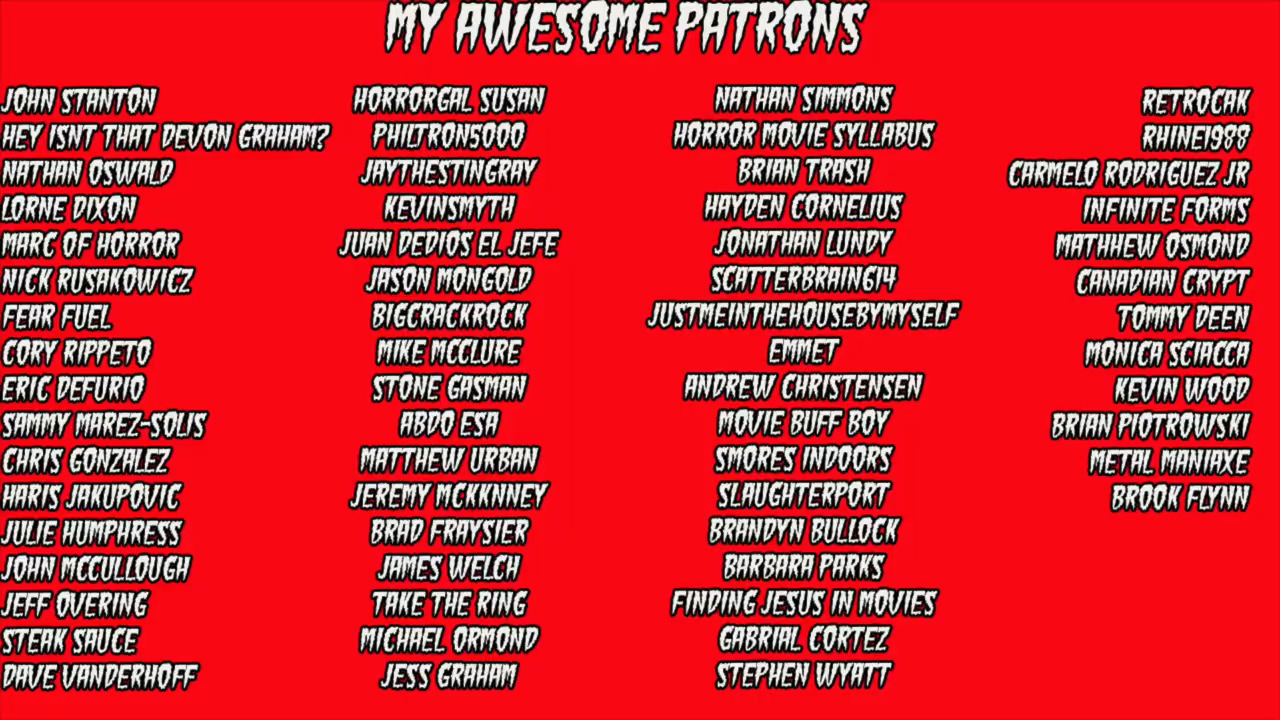 MY AWESOME PATRONS
JOHN STANTON
HEY ISNT THAT DEVON GRAHAM?
NATHAN OSWALD
LORNE DIXON
MARC OF HORROR
NICK RUSAKOWICZ
FEAR FUEL
CORY RIPPETO
ERIC DEFURIO
SAMMY MAREZ-SOLIS
CHRIS GONZALEZ
HARIS JAKUPOVIC
JULIE HUMPHRESS
JOHN MCCULLOUGH
JEFF OVERING
STEAK SAUCE
DAVE VANDERHOFF
HORRORGAL SUSAN
PHILTRON5000
JAYTHESTINGRAY
KEVINSMYTH
JUAN DEDIOS EL JEFE
JASON MONGOLD
BIGCRACKROCK
MIKE MCCLURE
STONE GASMAN
ABDO ESA
MATTHEW URBAN
JEREMY MCKKNNEY
BRAD FRAYSIER
JAMES WELCH
TAKE THE RING
MICHAEL ORMOND
JESS GRAHAM
NATHAN SIMMONS
HORROR MOVIE SYLLABUS
BRIAN TRASH
HAYDEN CORNELIUS
JONATHAN LUNDY
SCATTERBRAIN614
JUSTMEINTHEHOUSEBYMYSELF
EMMET
ANDREW CHRISTENSEN
MOVIE BUFF BOY
SMORES INDOORS
SLAUGHTERPORT
BRANDYN BULLOCK
BARBARA PARKS
FINDING JESUS IN MOVIES
GABRIAL CORTEZ
STEPHEN WYATT
RETROCAK
RHINE1988
CARMELO RODRIGUEZ JR
INFINITE FORMS
MATHHEW OSMOND
CANADIAN CRYPT
TOMMY DEEN
MONICA SCIACCA
KEVIN WOOD
BRIAN PIOTROWSKI
METAL MANIAXE
BROOK FLYNN